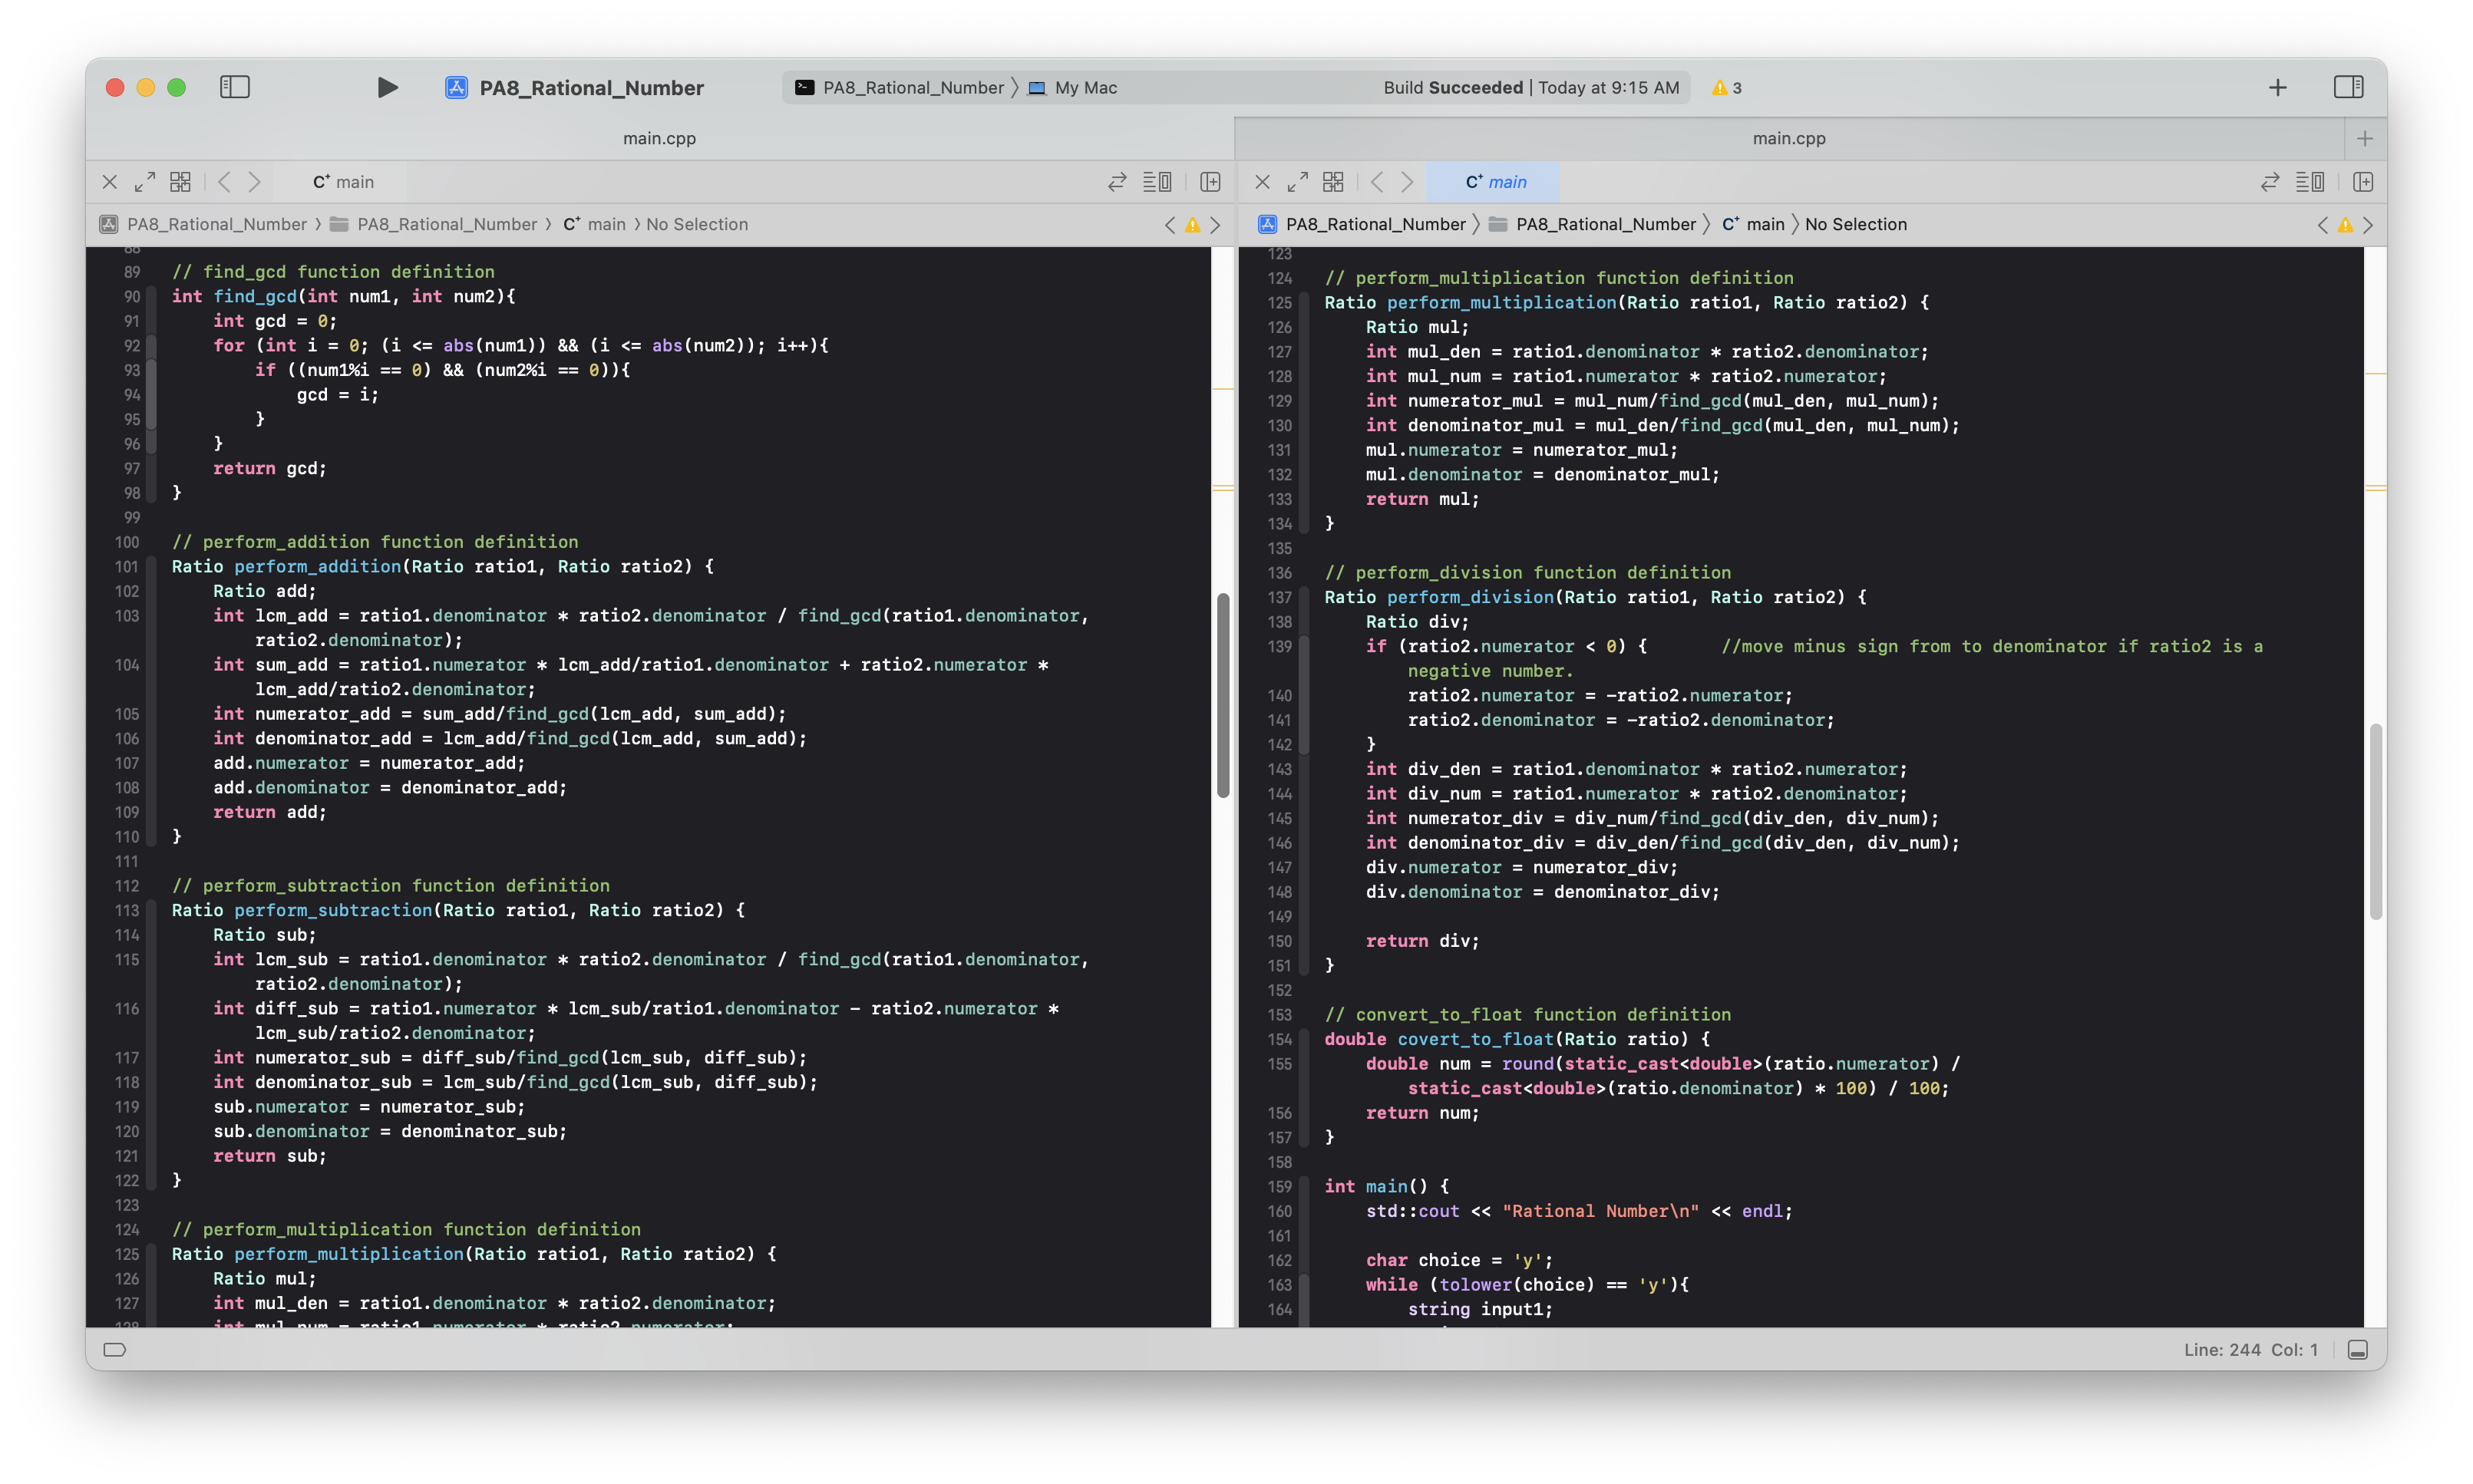 PA8_Rational_Number
PA8_Rational_Number 〉 My Mac
Build Succeeded | Today at 9:15 AM
3
main.cpp
main.cpp
C+ main
C+ main
PA8_Rational_Number 〉 PA8_Rational_Number 〉 C+ main 〉 No Selection
PA8_Rational_Number 〉 PA8_Rational_Number 〉 C+ main 〉 No Selection
88
89 // find_gcd function definition
90 int find_gcd(int num1, int num2){
91 int gcd = 0;
92 for (int i = 0; (i <= abs(num1)) && (i <= abs(num2)); i++){
93 if ((num1%i == 0) && (num2%i == 0)){
94 gcd = i;
95 }
96 }
97 return gcd;
98 }
99
100 // perform_addition function definition
101 Ratio perform_addition(Ratio ratio1, Ratio ratio2) {
102 Ratio add;
103 int lcm_add = ratio1.denominator * ratio2.denominator / find_gcd(ratio1.denominator,
ratio2.denominator);
104 int sum_add = ratio1.numerator * lcm_add/ratio1.denominator + ratio2.numerator *
lcm_add/ratio2.denominator;
105 int numerator_add = sum_add/find_gcd(lcm_add, sum_add);
106 int denominator_add = lcm_add/find_gcd(lcm_add, sum_add);
107 add.numerator = numerator_add;
108 add.denominator = denominator_add;
109 return add;
110 }
111
112 // perform_subtraction function definition
113 Ratio perform_subtraction(Ratio ratio1, Ratio ratio2) {
114 Ratio sub;
115 int lcm_sub = ratio1.denominator * ratio2.denominator / find_gcd(ratio1.denominator,
ratio2.denominator);
116 int diff_sub = ratio1.numerator * lcm_sub/ratio1.denominator - ratio2.numerator *
lcm_sub/ratio2.denominator;
117 int numerator_sub = diff_sub/find_gcd(lcm_sub, diff_sub);
118 int denominator_sub = lcm_sub/find_gcd(lcm_sub, diff_sub);
119 sub.numerator = numerator_sub;
120 sub.denominator = denominator_sub;
121 return sub;
122 }
123
124 // perform_multiplication function definition
125 Ratio perform_multiplication(Ratio ratio1, Ratio ratio2) {
126 Ratio mul;
127 int mul_den = ratio1.denominator * ratio2.denominator;
128 int mul_num = ratio1.numerator * ratio2.numerator;
123
124 // perform_multiplication function definition
125 Ratio perform_multiplication(Ratio ratio1, Ratio ratio2) {
126 Ratio mul;
127 int mul_den = ratio1.denominator * ratio2.denominator;
128 int mul_num = ratio1.numerator * ratio2.numerator;
129 int numerator_mul = mul_num/find_gcd(mul_den, mul_num);
130 int denominator_mul = mul_den/find_gcd(mul_den, mul_num);
131 mul.numerator = numerator_mul;
132 mul.denominator = denominator_mul;
133 return mul;
134 }
135
136 // perform_division function definition
137 Ratio perform_division(Ratio ratio1, Ratio ratio2) {
138 Ratio div;
139 if (ratio2.numerator < 0) { //move minus sign from to denominator if ratio2 is a
negative number.
140 ratio2.numerator = -ratio2.numerator;
141 ratio2.denominator = -ratio2.denominator;
142 }
143 int div_den = ratio1.denominator * ratio2.numerator;
144 int div_num = ratio1.numerator * ratio2.denominator;
145 int numerator_div = div_num/find_gcd(div_den, div_num);
146 int denominator_div = div_den/find_gcd(div_den, div_num);
147 div.numerator = numerator_div;
148 div.denominator = denominator_div;
149
150 return div;
151 }
152
153 // convert_to_float function definition
154 double covert_to_float(Ratio ratio) {
155 double num = round(static_cast<double>(ratio.numerator) /
static_cast<double>(ratio.denominator) * 100) / 100;
156 return num;
157 }
158
159 int main() {
160 std::cout << "Rational Number\n" << endl;
161
162 char choice = 'y';
163 while (tolower(choice) == 'y'){
164 string input1;
Line: 244 Col: 1